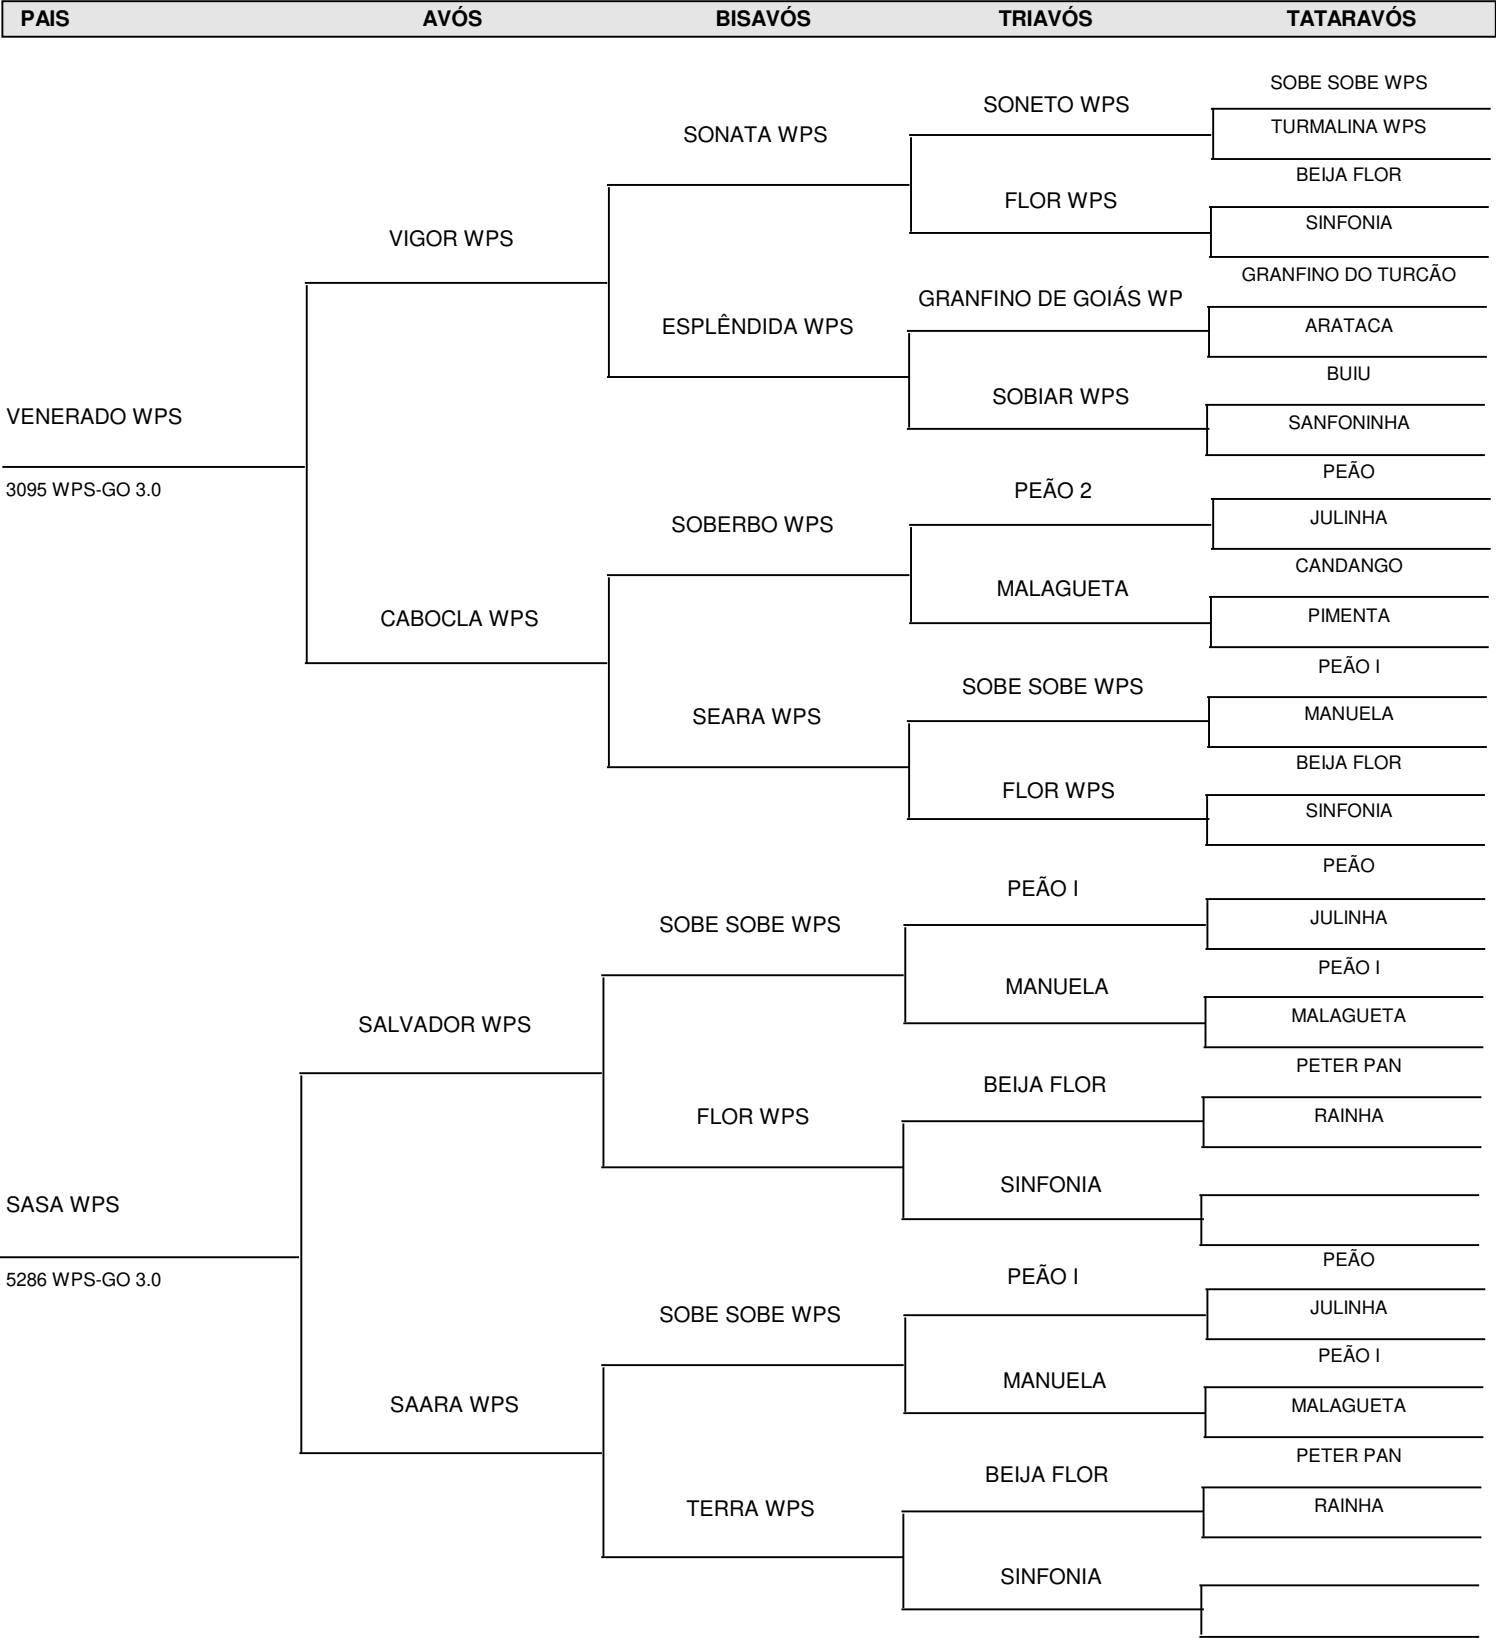 PAIS AVÓS BISAVÓS TRIAVÓS TATARAVÓS
SOBE SOBE WPS
SONETO WPS
TURMALINA WPS
SONATA WPS
BEIJA FLOR
FLOR WPS
SINFONIA
VIGOR WPS
GRANFINO DO TURCÃO
GRANFINO DE GOIÁS WP
ARATACA
ESPLÊNDIDA WPS
BUIU
SOBIAR WPS
SANFONINHA
VENERADO WPS
PEÃO
3095 WPS-GO 3.0
PEÃO 2
JULINHA
SOBERBO WPS
CANDANGO
MALAGUETA
PIMENTA
CABOCLA WPS
PEÃO I
SOBE SOBE WPS
MANUELA
SEARA WPS
BEIJA FLOR
FLOR WPS
SINFONIA
PEÃO
PEÃO I
JULINHA
SOBE SOBE WPS
PEÃO I
MANUELA
MALAGUETA
SALVADOR WPS
PETER PAN
BEIJA FLOR
RAINHA
FLOR WPS
SINFONIA
SASA WPS
PEÃO
5286 WPS-GO 3.0
PEÃO I
JULINHA
SOBE SOBE WPS
PEÃO I
MANUELA
MALAGUETA
SAARA WPS
PETER PAN
BEIJA FLOR
RAINHA
TERRA WPS
SINFONIA